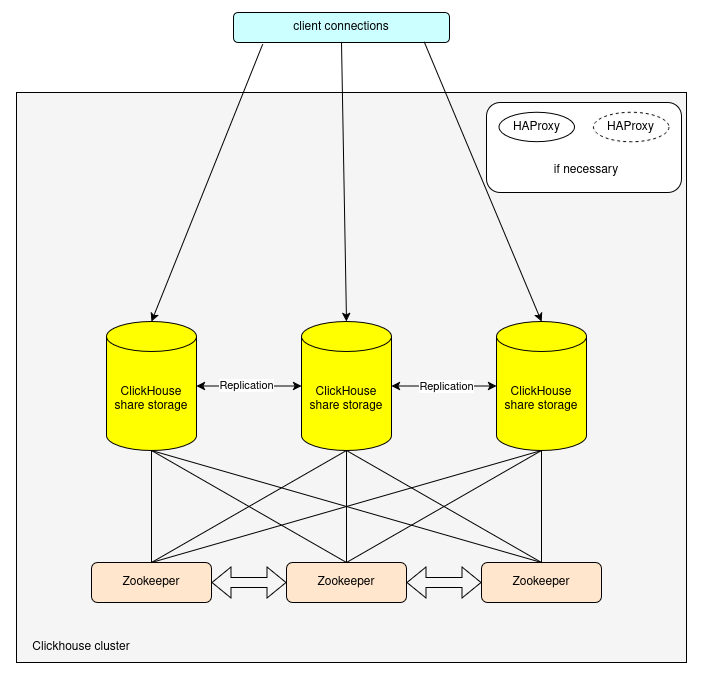 client connections
HAProxy
HAProxy
if necessary
ClickHouse
share storage
Replication
ClickHouse
share storage
Replication
ClickHouse
share storage
Zookeeper
Zookeeper
Zookeeper
Clickhouse cluster